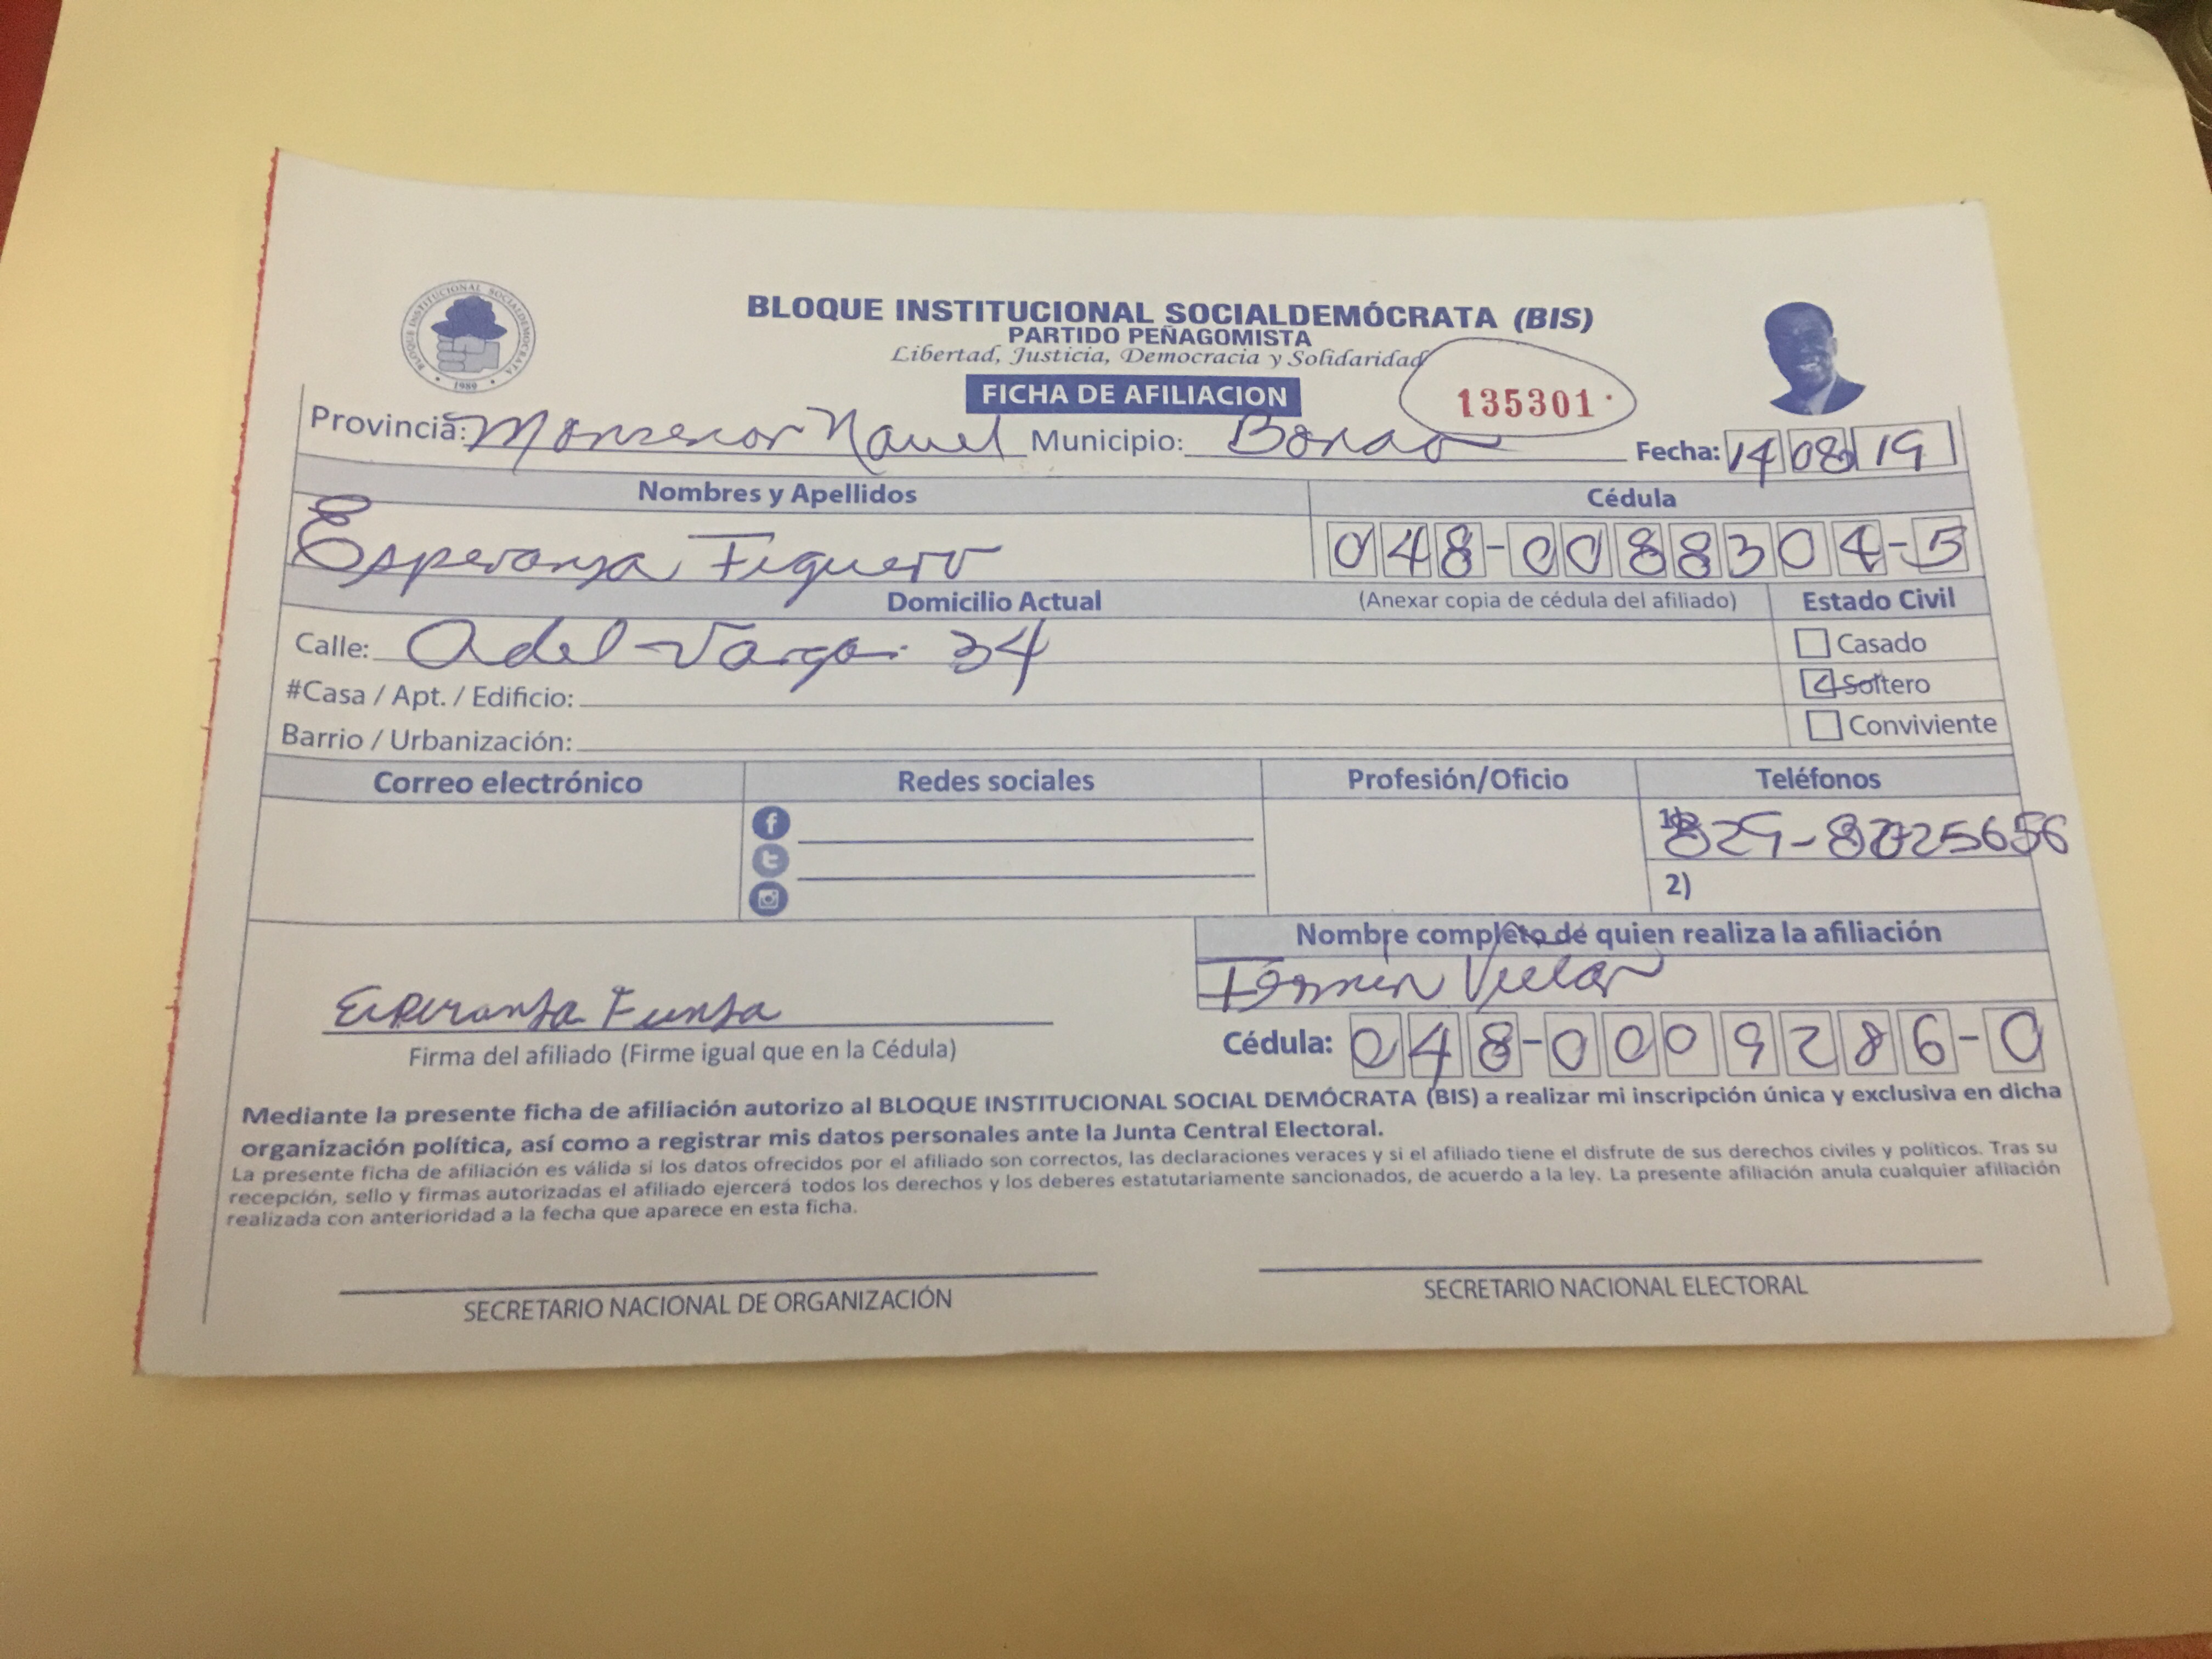 BLOQUE INSTITUCIONAL SOCIALDEMOCRATA
1989
BLOQUE INSTITUCIONAL SOCIALDEMÓCRATA (BIS)
PARTIDO PEÑAGOMISTA
Libertad, Justicia, Democracia y Solidaridad
FICHA DE AFILIACION
135301
Provincia: Monsenor Nouel Municipio: Bonao Fecha: 14 08 19
Nombres y Apellidos Cédula
Esperanza Figuero 048-0088304-5
Domicilio Actual (Anexar copia de cédula del afiliado) Estado Civil
Calle: 34 Casado
#Casa / Apt. / Edificio: Soltero
Barrio / Urbanización: Conviviente
Correo electrónico Redes sociales Profesión/Oficio Teléfonos
1) 829-
2)
Nombre completo de quien realiza la afiliación
Esperansa
Firma del afiliado (Firme igual que en la Cédula) Cédula: 048-0009286-0
Mediante la presente ficha de afiliación autorizo al BLOQUE INSTITUCIONAL SOCIAL DEMÓCRATA (BIS) a realizar mi inscripción única y exclusiva en dicha
organización política, así como a registrar mis datos personales ante la Junta Central Electoral.
La presente ficha de afiliación es válida si los datos ofrecidos por el afiliado son correctos, las declaraciones veraces y si el afiliado tiene el disfrute de sus derechos civiles y políticos. Tras su
recepción, sello y firmas autorizadas el afiliado ejercerá todos los derechos y los deberes estatutariamente sancionados, de acuerdo a la ley. La presente afiliación anula cualquier afiliación
realizada con anterioridad a la fecha que aparece en esta ficha.
SECRETARIO NACIONAL DE ORGANIZACIÓN SECRETARIO NACIONAL ELECTORAL